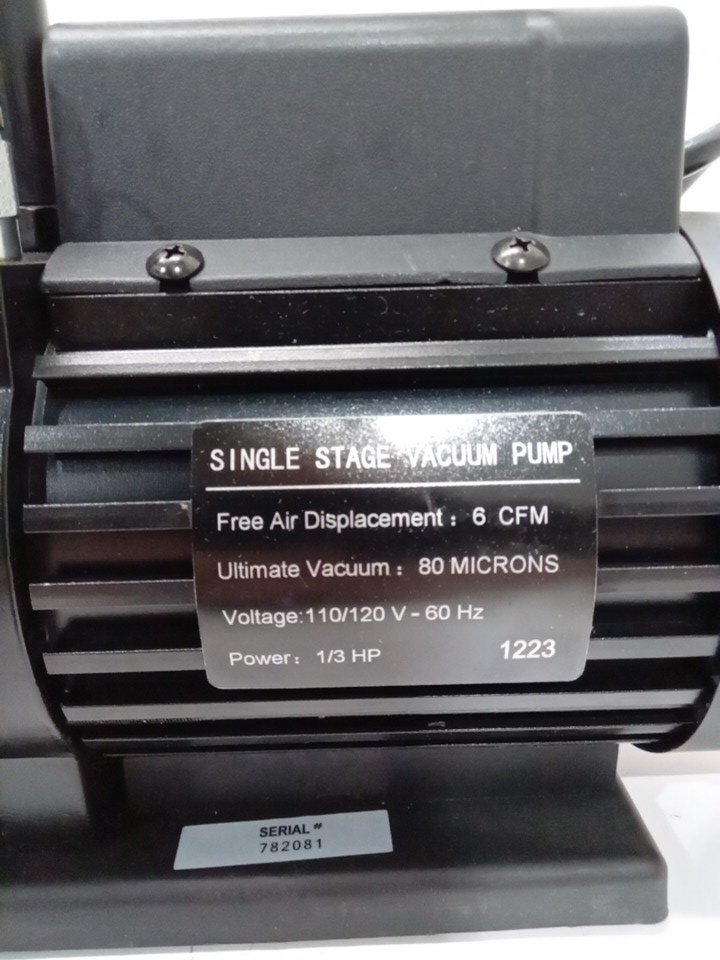 SINGLE STAGE VACUUM PUMP
Free Air Displacement : 6 CFM
Ultimate Vacuum : 80 MICRONS
Voltage:110/120 V - 60 Hz
Power: 1/3 HP 1223
SERIAL #
782081